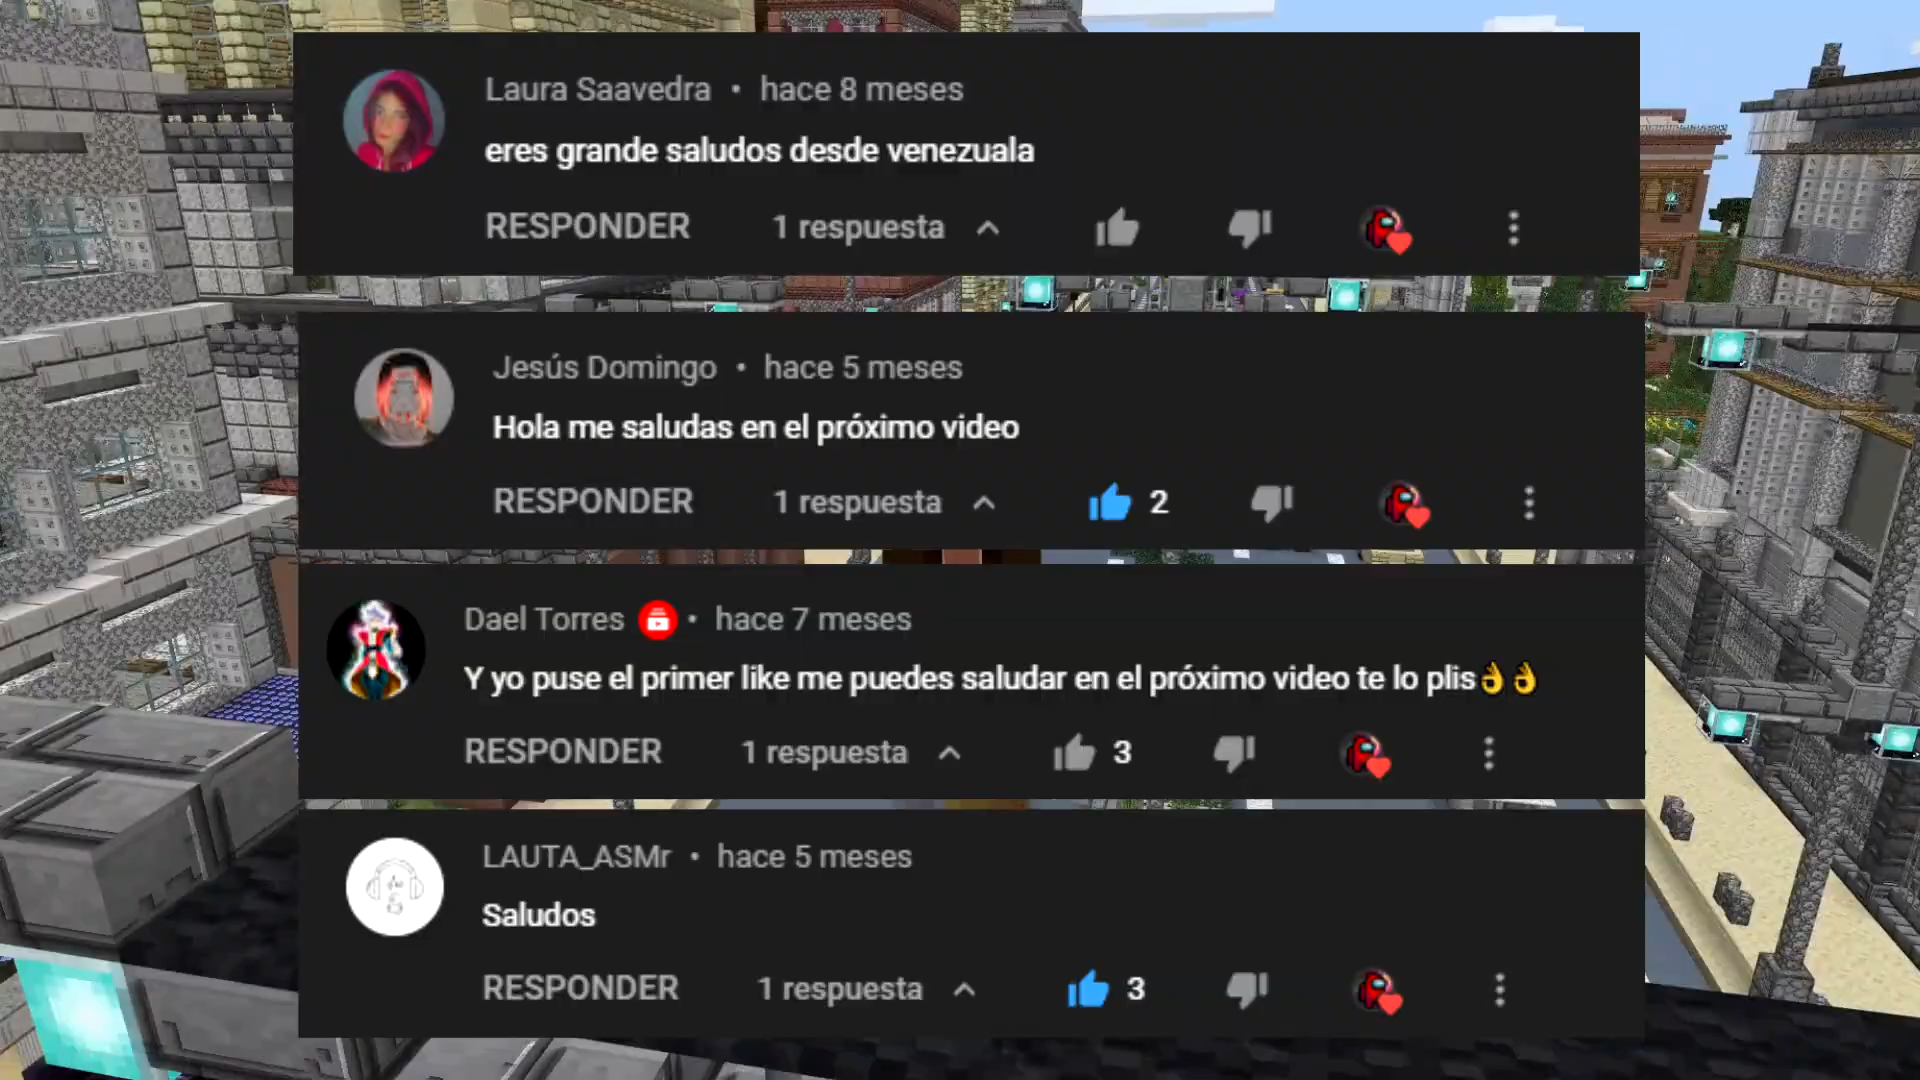 Laura Saavedra • hace 8 meses
eres grande saludos desde venezuala
RESPONDER 1 respuesta
Jesús Domingo • hace 5 meses
Hola me saludas en el próximo video
RESPONDER 1 respuesta 2
Dael Torres • hace 7 meses
Y yo puse el primer like me puedes saludar en el próximo video te lo plis👌👌
RESPONDER 1 respuesta 3
LAUTA_ASMr • hace 5 meses
Saludos
RESPONDER 1 respuesta 3